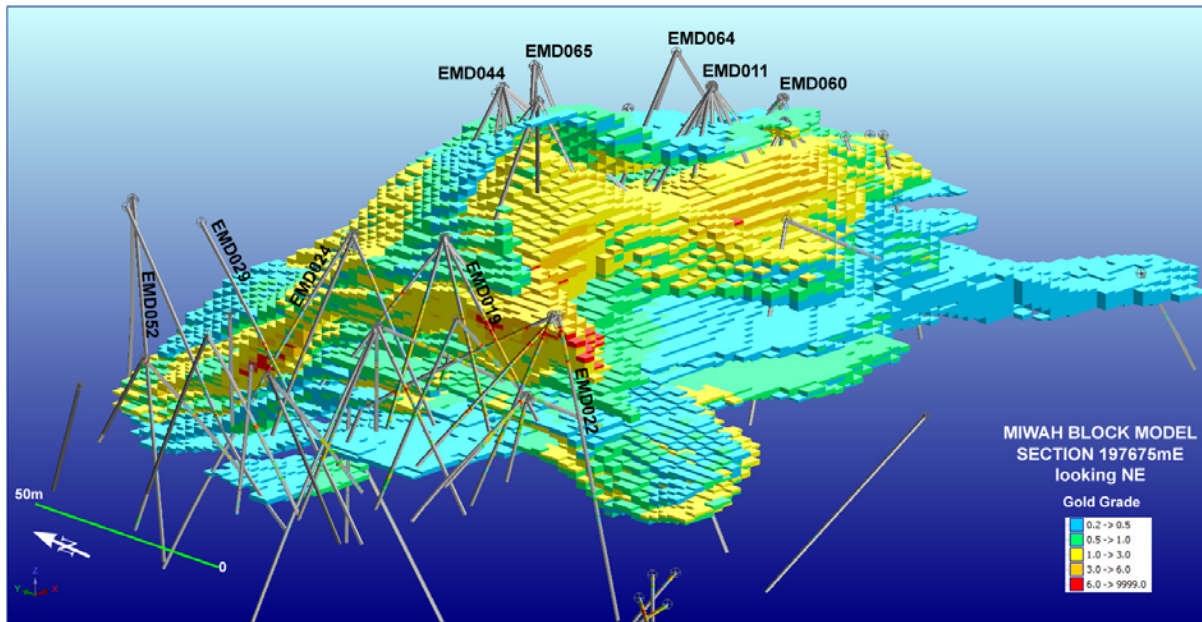 EMD064
EMD065
EMD044
EMD011
EMD060
EMD029
EMD024
EMD019
EMD052
EMD022
MIWAH BLOCK MODEL
SECTION 197675mE
looking NE
Gold Grade
0.2 -> 0.5
0.5 -> 1.0
1.0 -> 3.0
3.0 -> 6.0
6.0 -> 9999.0
50m
0
N
Z
Y
X